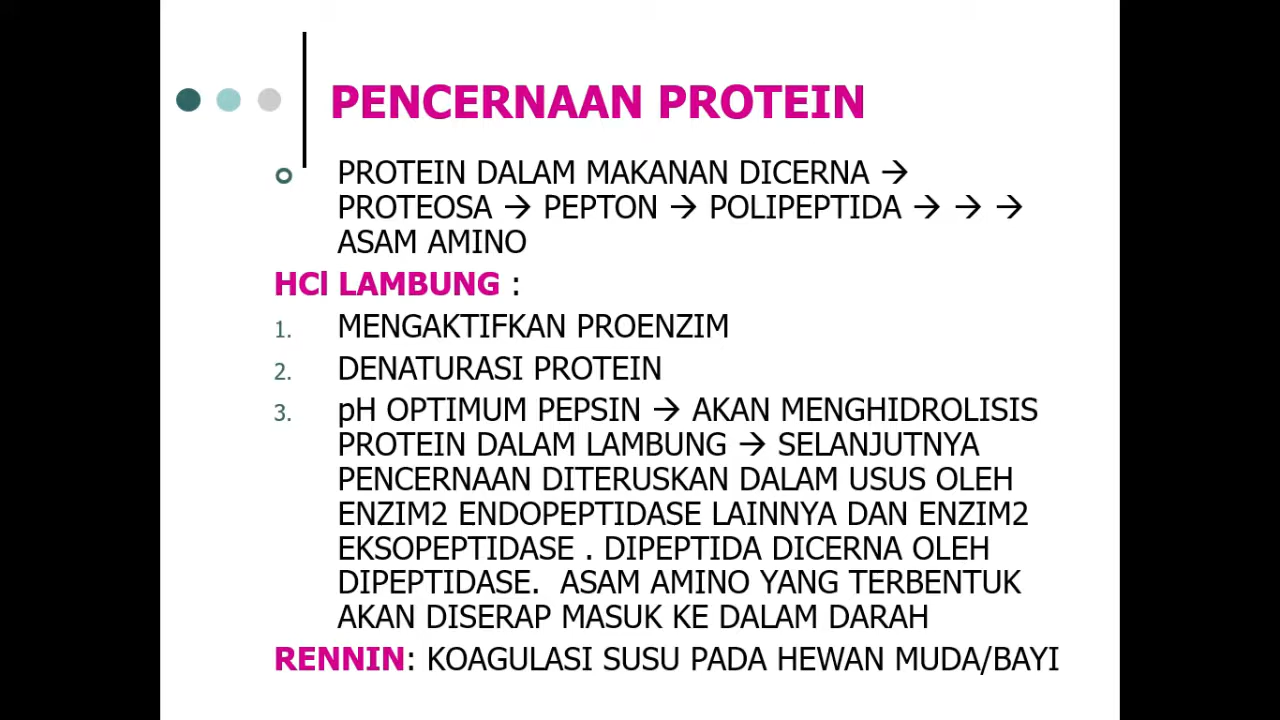 PENCERNAAN PROTEIN
PROTEIN DALAM MAKANAN DICERNA →
PROTEOSA → PEPTON → POLIPEPTIDA → → →
ASAM AMINO
HCl LAMBUNG :
1. MENGAKTIFKAN PROENZIM
2. DENATURASI PROTEIN
3. pH OPTIMUM PEPSIN → AKAN MENGHIDROLISIS
PROTEIN DALAM LAMBUNG → SELANJUTNYA
PENCERNAAN DITERUSKAN DALAM USUS OLEH
ENZIM2 ENDOPEPTIDASE LAINNYA DAN ENZIM2
EKSOPEPTIDASE . DIPEPTIDA DICERNA OLEH
DIPEPTIDASE.  ASAM AMINO YANG TERBENTUK
AKAN DISERAP MASUK KE DALAM DARAH
RENNIN: KOAGULASI SUSU PADA HEWAN MUDA/BAYI